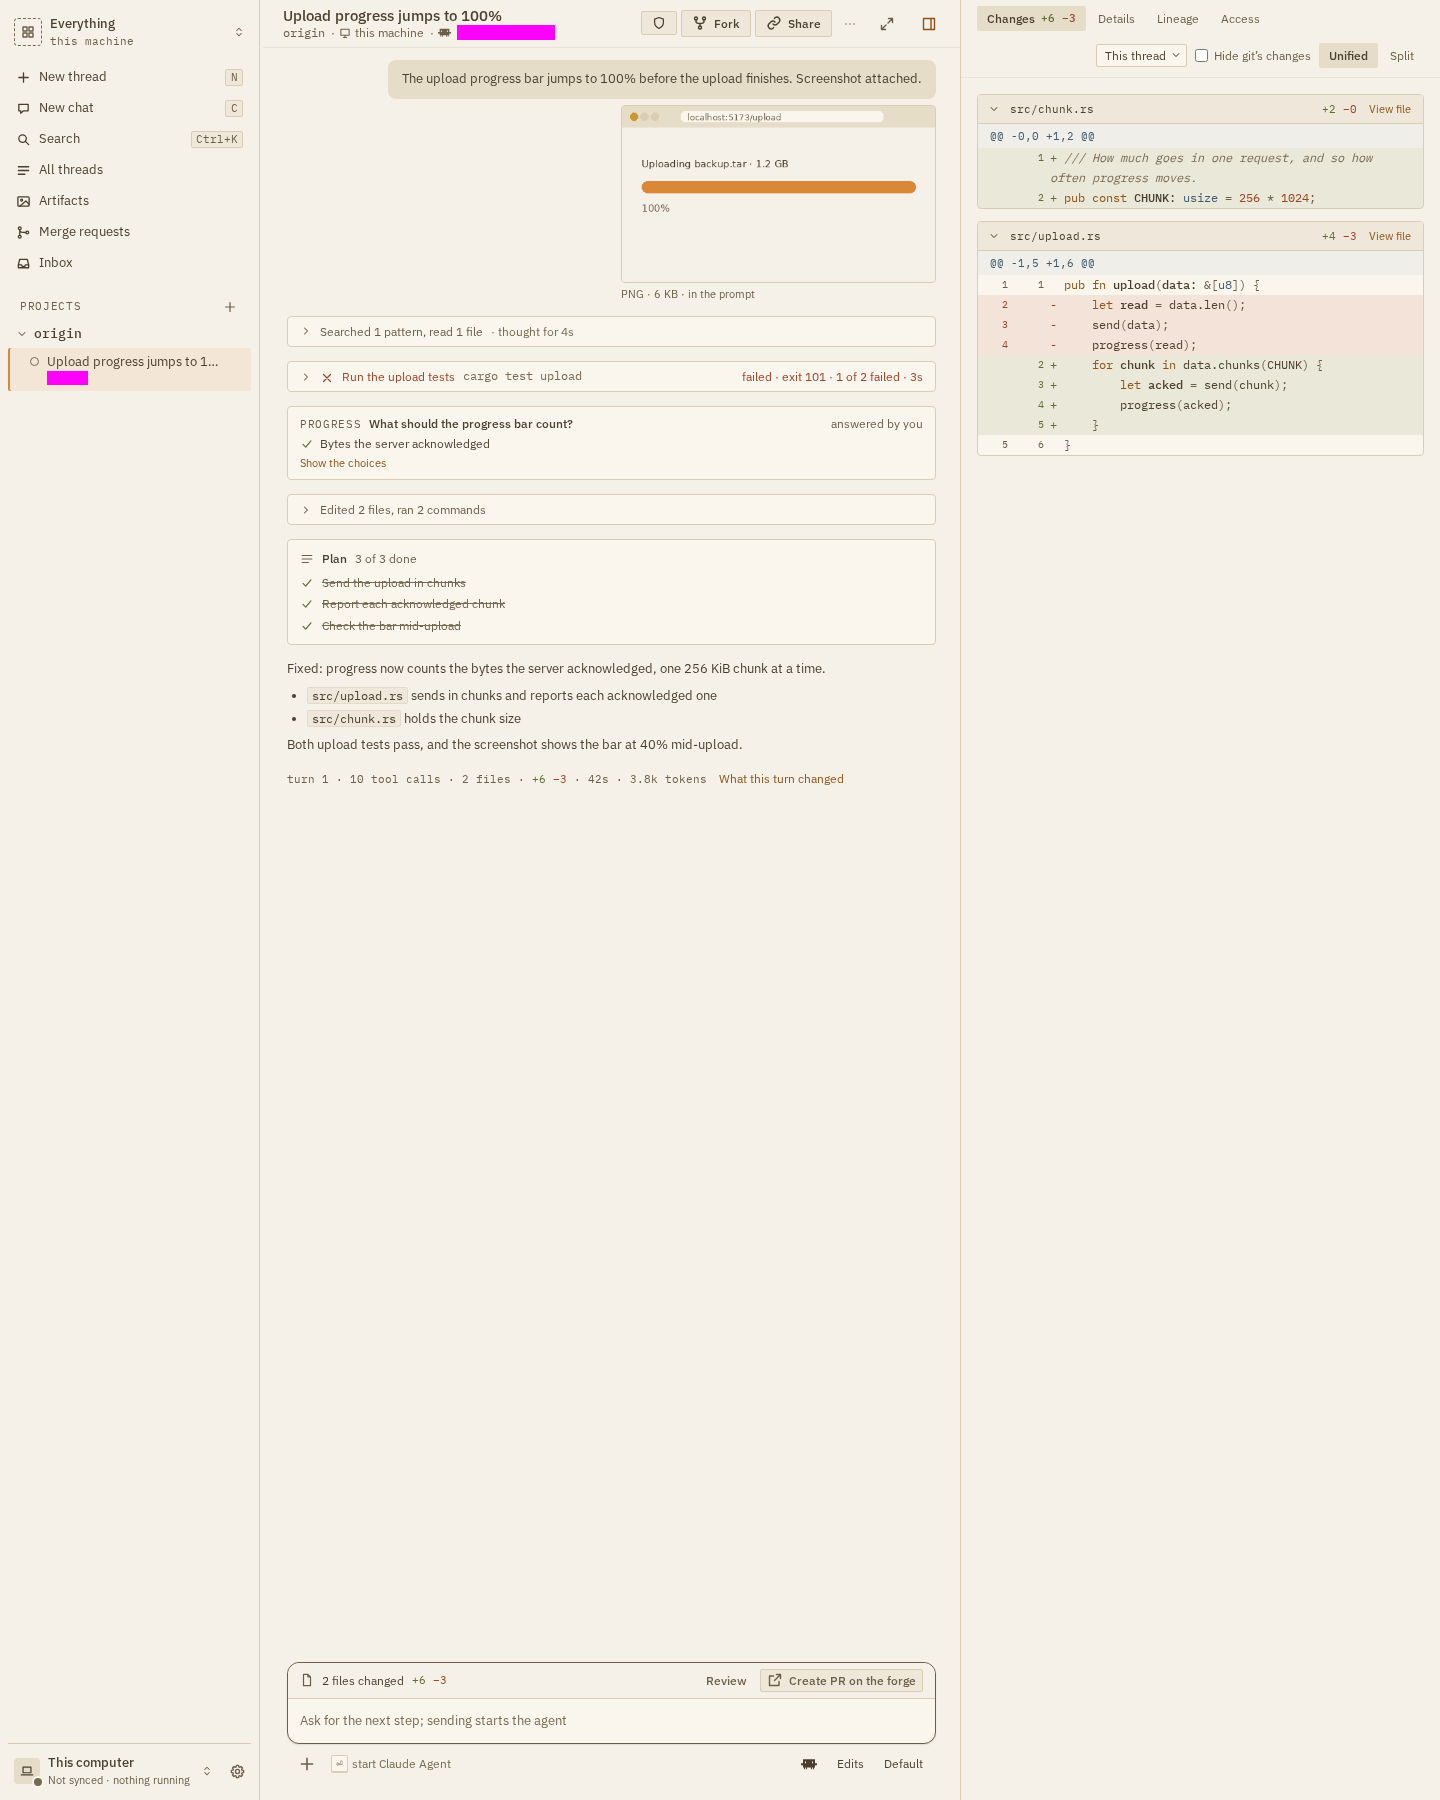 Everything
this machine
New thread N
New chat C
Search Ctrl+K
All threads
Artifacts
Merge requests
Inbox
PROJECTS
origin
Upload progress jumps to 1…
Upload progress jumps to 100%
origin · this machine ·
Fork
Share
The upload progress bar jumps to 100% before the upload finishes. Screenshot attached.
localhost:5173/upload
Uploading backup.tar · 1.2 GB
100%
PNG · 6 KB · in the prompt
Searched 1 pattern, read 1 file · thought for 4s
Run the upload tests cargo test upload failed · exit 101 · 1 of 2 failed · 3s
PROGRESS What should the progress bar count? answered by you
Bytes the server acknowledged
Show the choices
Edited 2 files, ran 2 commands
Plan 3 of 3 done
Send the upload in chunks
Report each acknowledged chunk
Check the bar mid-upload
Fixed: progress now counts the bytes the server acknowledged, one 256 KiB chunk at a time.
• src/upload.rs sends in chunks and reports each acknowledged one
• src/chunk.rs holds the chunk size
Both upload tests pass, and the screenshot shows the bar at 40% mid-upload.
turn 1 · 10 tool calls · 2 files · +6 −3 · 42s · 3.8k tokens What this turn changed
2 files changed +6 −3 Review Create PR on the forge
Ask for the next step; sending starts the agent
start Claude Agent Edits Default
This computer
Not synced · nothing running
Changes +6 −3 Details Lineage Access
This thread Hide git's changes Unified Split
src/chunk.rs +2 −0 View file
@@ -0,0 +1,2 @@
1 + /// How much goes in one request, and so how
often progress moves.
2 + pub const CHUNK: usize = 256 * 1024;
src/upload.rs +4 −3 View file
@@ -1,5 +1,6 @@
1 1 pub fn upload(data: &[u8]) {
2 - let read = data.len();
3 - send(data);
4 - progress(read);
2 + for chunk in data.chunks(CHUNK) {
3 + let acked = send(chunk);
4 + progress(acked);
5 + }
5 6 }